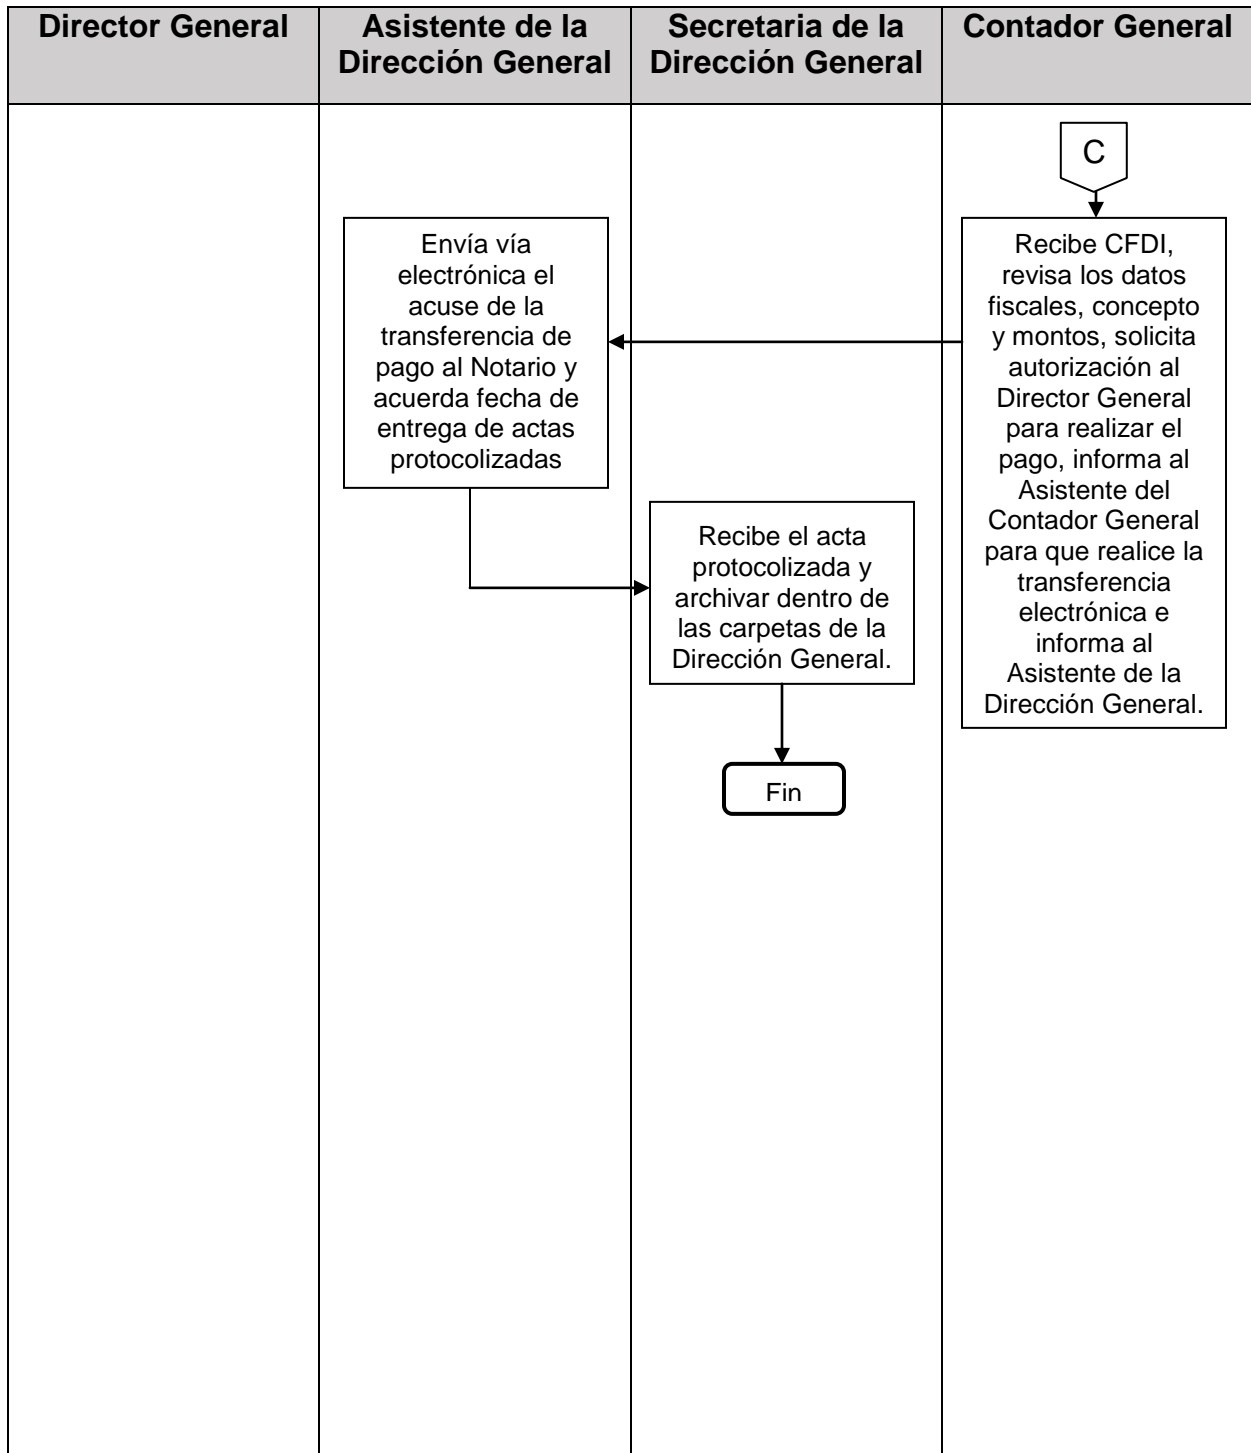 Director General
Asistente de la
Dirección General
Secretaria de la
Dirección General
Contador General
C
Recibe CFDI,
revisa los datos
fiscales, concepto
y montos, solicita
autorización al
Director General
para realizar el
pago, informa al
Asistente del
Contador General
para que realice la
transferencia
electrónica e
informa al
Asistente de la
Dirección General.
Envía vía
electrónica el
acuse de la
transferencia de
pago al Notario y
acuerda fecha de
entrega de actas
protocolizadas
Recibe el acta
protocolizada y
archivar dentro de
las carpetas de la
Dirección General.
Fin